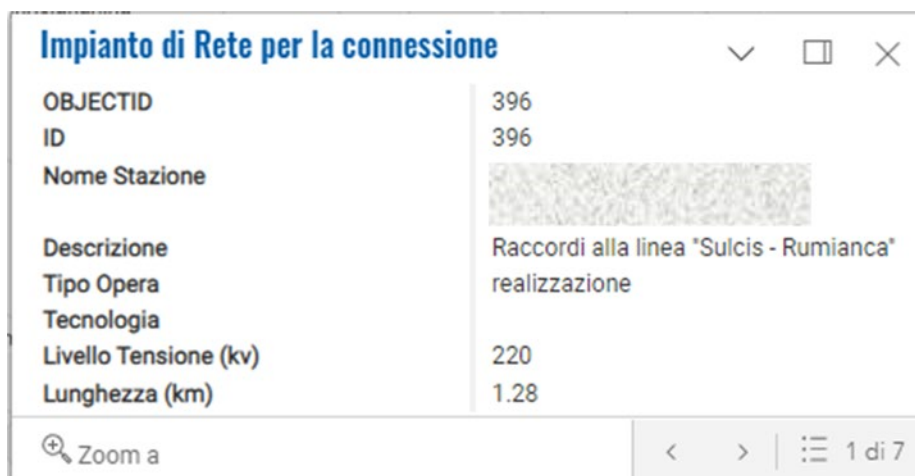 Impianto di Rete per la connessione
OBJECTID 396
ID 396
Nome Stazione
Descrizione Raccordi alla linea "Sulcis - Rumianca"
Tipo Opera realizzazione
Tecnologia
Livello Tensione (kv) 220
Lunghezza (km) 1.28
Zoom a 1 di 7